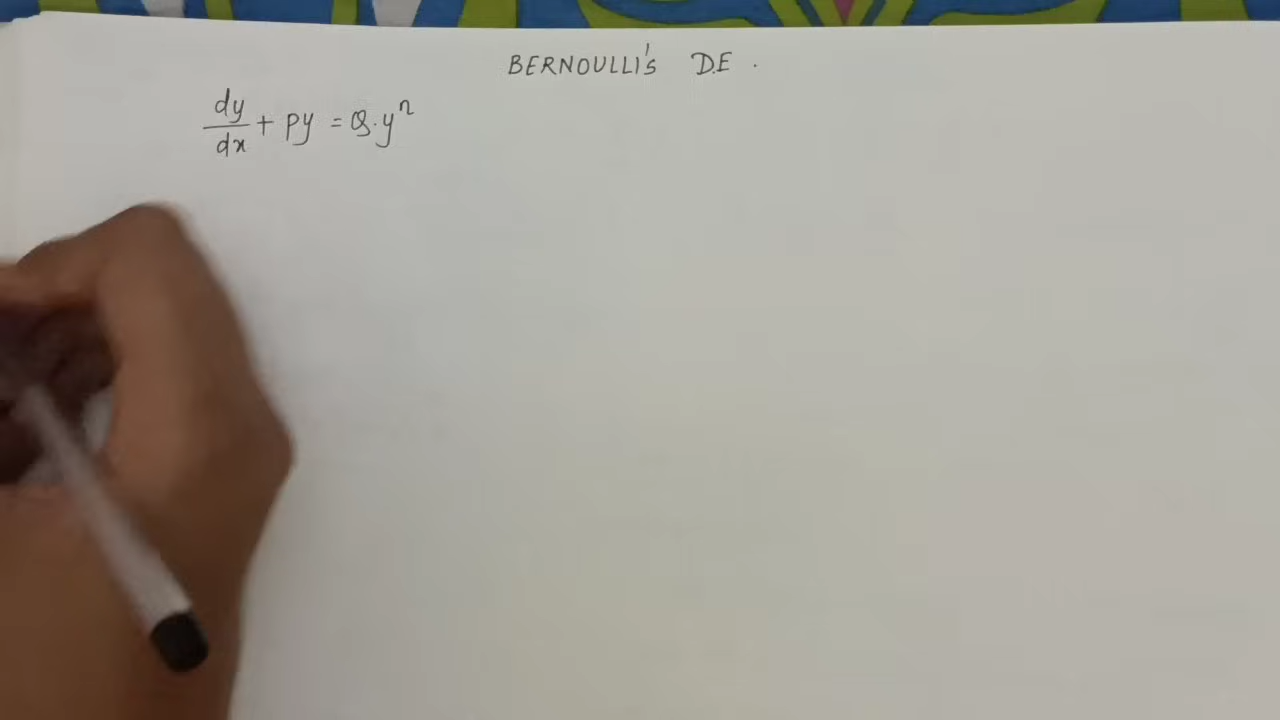 BERNOULLI'S D.E.
dy/dx + py = Q.y^n